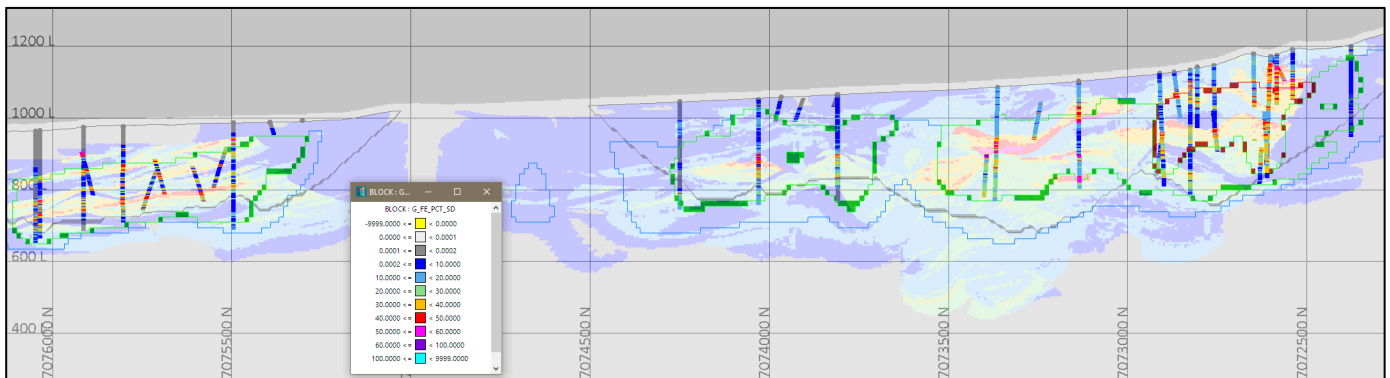 1200 L
1000 L
800 L
600 L
400 L
7076000 N
7075500 N
7074500 N
7074000 N
7073500 N
7073000 N
7072500 N
BLOCK : G...
BLOCK : G_FE_PCT_SD
-9999.0000 <= < 0.0000
0.0000 <= < 0.0001
0.0001 <= < 0.0002
0.0002 <= < 10.0000
10.0000 <= < 20.0000
20.0000 <= < 30.0000
30.0000 <= < 40.0000
40.0000 <= < 50.0000
50.0000 <= < 60.0000
60.0000 <= < 100.0000
100.0000 <= < 9999.0000